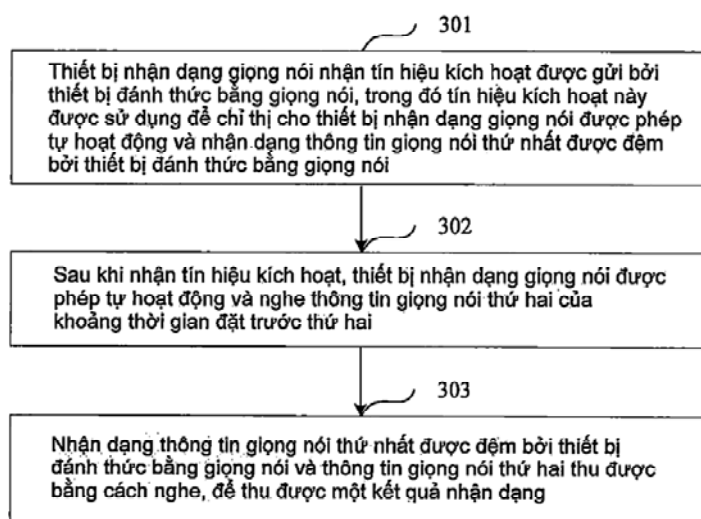 301
Thiết bị nhận dạng giọng nói nhận tín hiệu kích hoạt được gửi bởi
thiết bị đánh thức bằng giọng nói, trong đó tín hiệu kích hoạt này
được sử dụng để chỉ thị cho thiết bị nhận dạng giọng nói được phép
tự hoạt động và nhận dạng thông tin giọng nói thứ nhất được đệm
bởi thiết bị đánh thức bằng giọng nói
302
Sau khi nhận tín hiệu kích hoạt, thiết bị nhận dạng giọng nói được
phép tự hoạt động và nghe thông tin giọng nói thứ hai của
khoảng thời gian đặt trước thứ hai
303
Nhận dạng thông tin giọng nói thứ nhất được đệm bởi thiết bị
đánh thức bằng giọng nói và thông tin giọng nói thứ hai thu được
bằng cách nghe, để thu được một kết quả nhận dạng